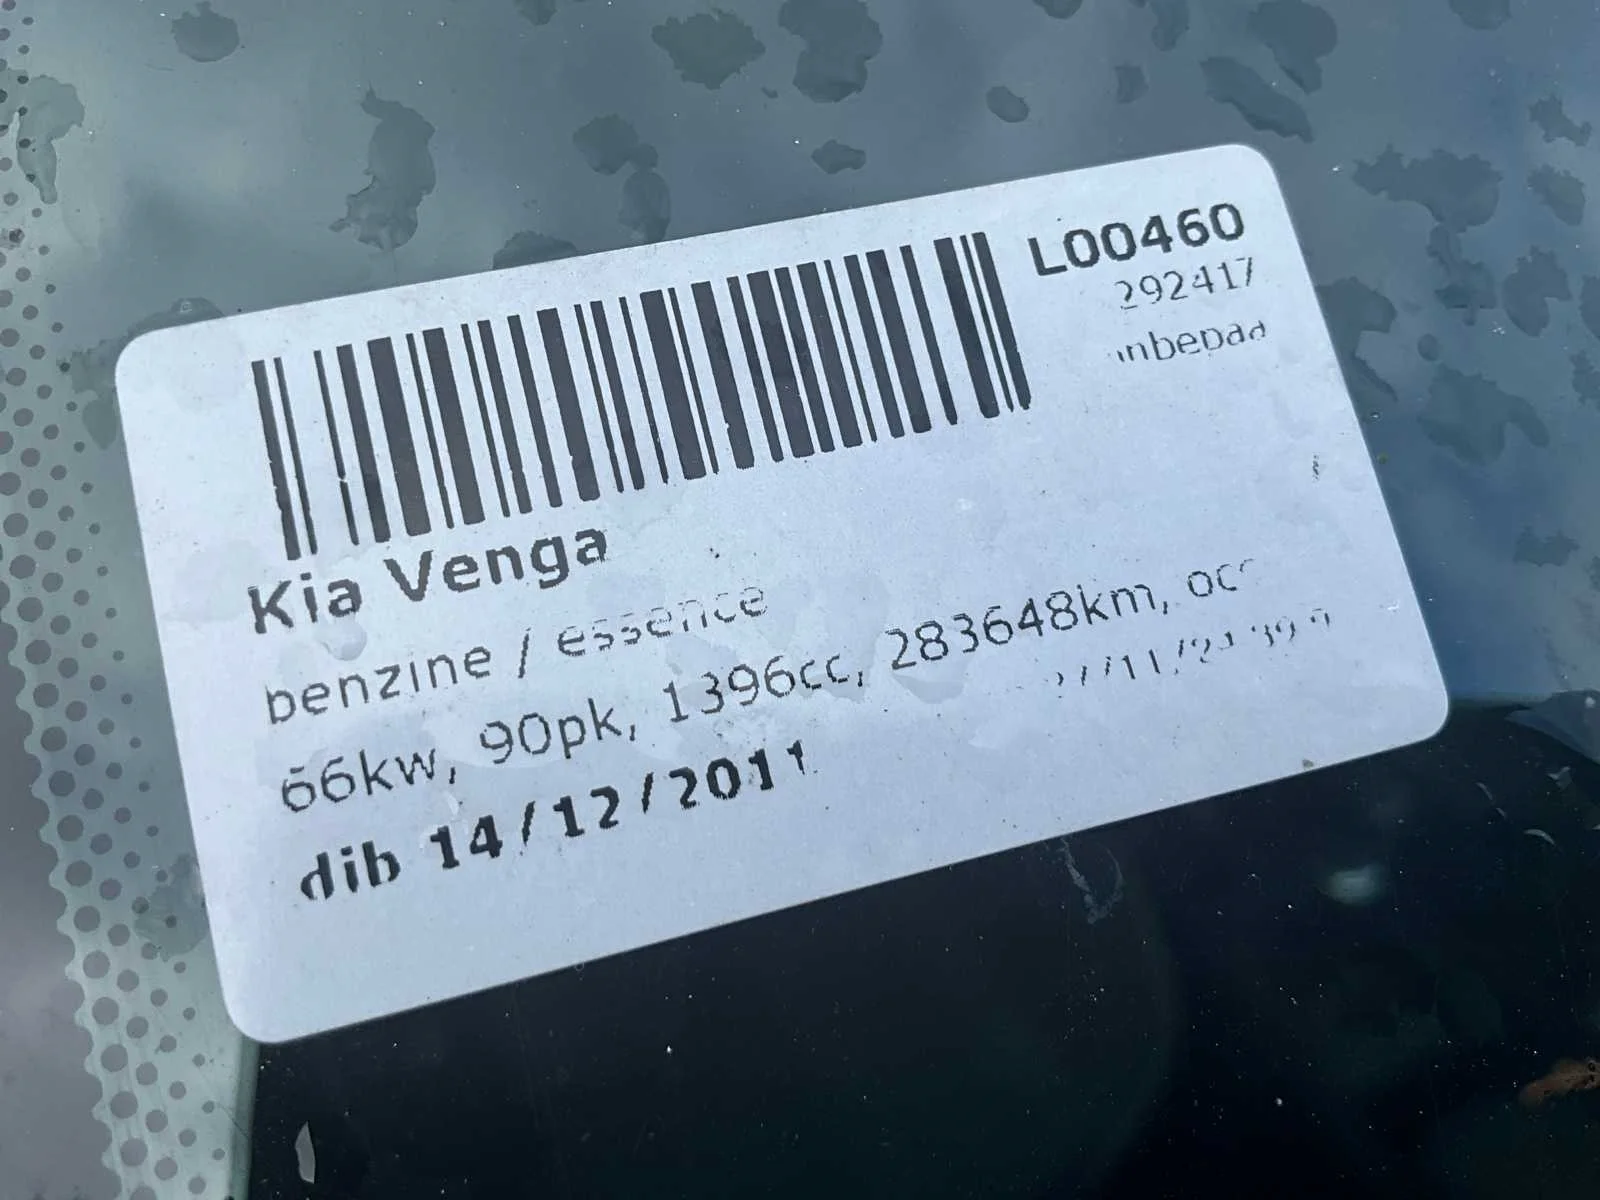 L00460
292417
Kia Venga
benzine / essence
66kw, 90pk, 1396cc, 283648km,
dib 14/12/2011